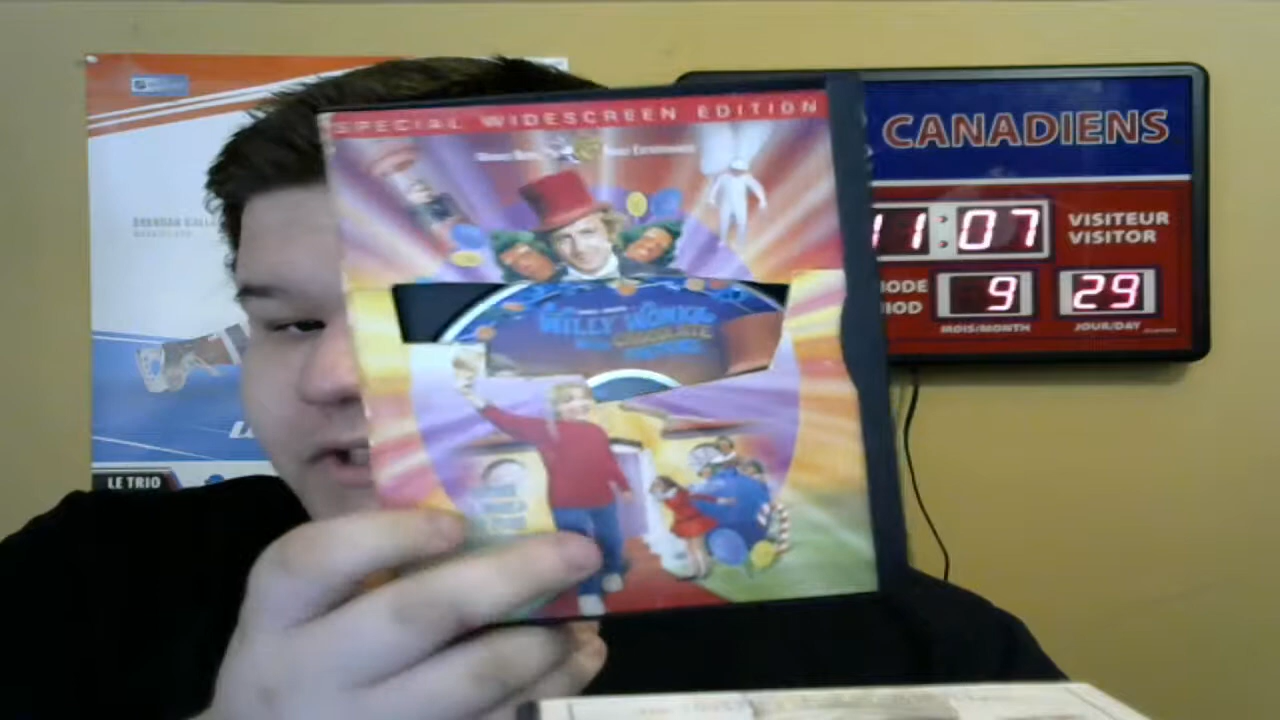 SPECIAL WIDESCREEN EDITION
WILLY WONKA
CHOCOLATE
CANADIENS
11:07
VISITEUR
VISITOR
9
29
MOIS/MONTH
JOUR/DAY
LE TRIO